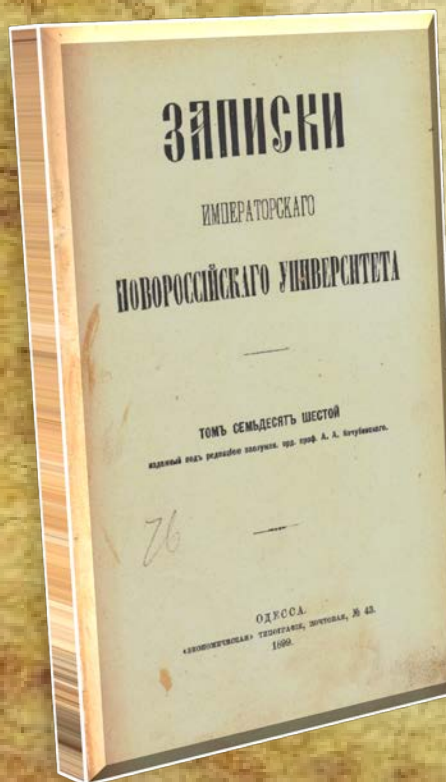 ЗАПИСКИ
ИМПЕРАТОРСКАГО
НОВОРОССІЙСКАГО УНИВЕРСИТЕТА
ТОМЪ СЕМЬДЕСЯТЪ ШЕСТОЙ
изданный подъ редакціею заслужен. орд. проф. А. А. Кочубинскаго.
76
ОДЕССА.
«ЭКОНОМИЧЕСКАЯ» ТИПОГРАФІЯ, ПОЧТОВАЯ, № 43.
1899.